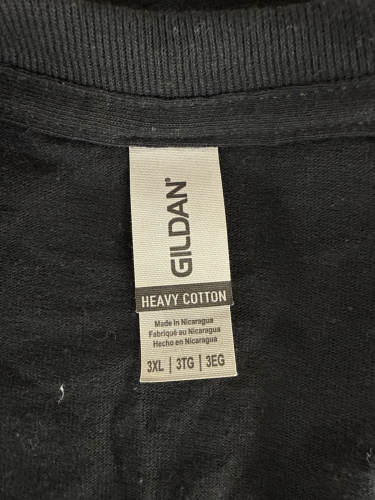 GILDAN®
HEAVY COTTON
Made in Nicaragua
Fabriqué au Nicaragua
Hecho en Nicaragua
3XL | 3TG | 3EG